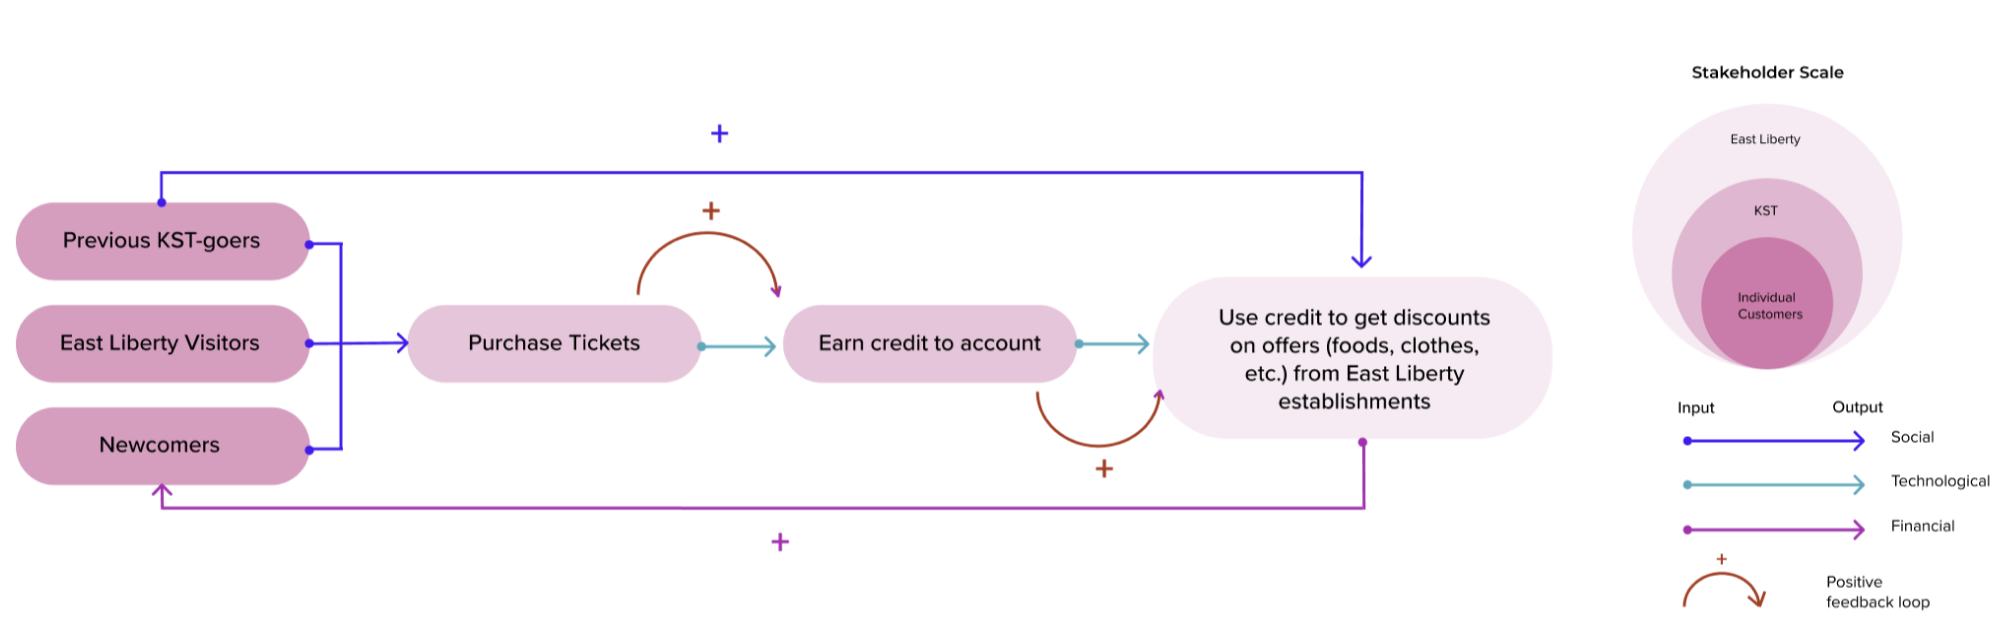 Stakeholder Scale
+
East Liberty
+
KST
Previous KST-goers
Individual
Customers
East Liberty Visitors
Purchase Tickets
Earn credit to account
Use credit to get discounts
on offers (foods, clothes,
etc.) from East Liberty
establishments
Newcomers
+
+
Input
Output
Social
Technological
Financial
+
Positive
feedback loop